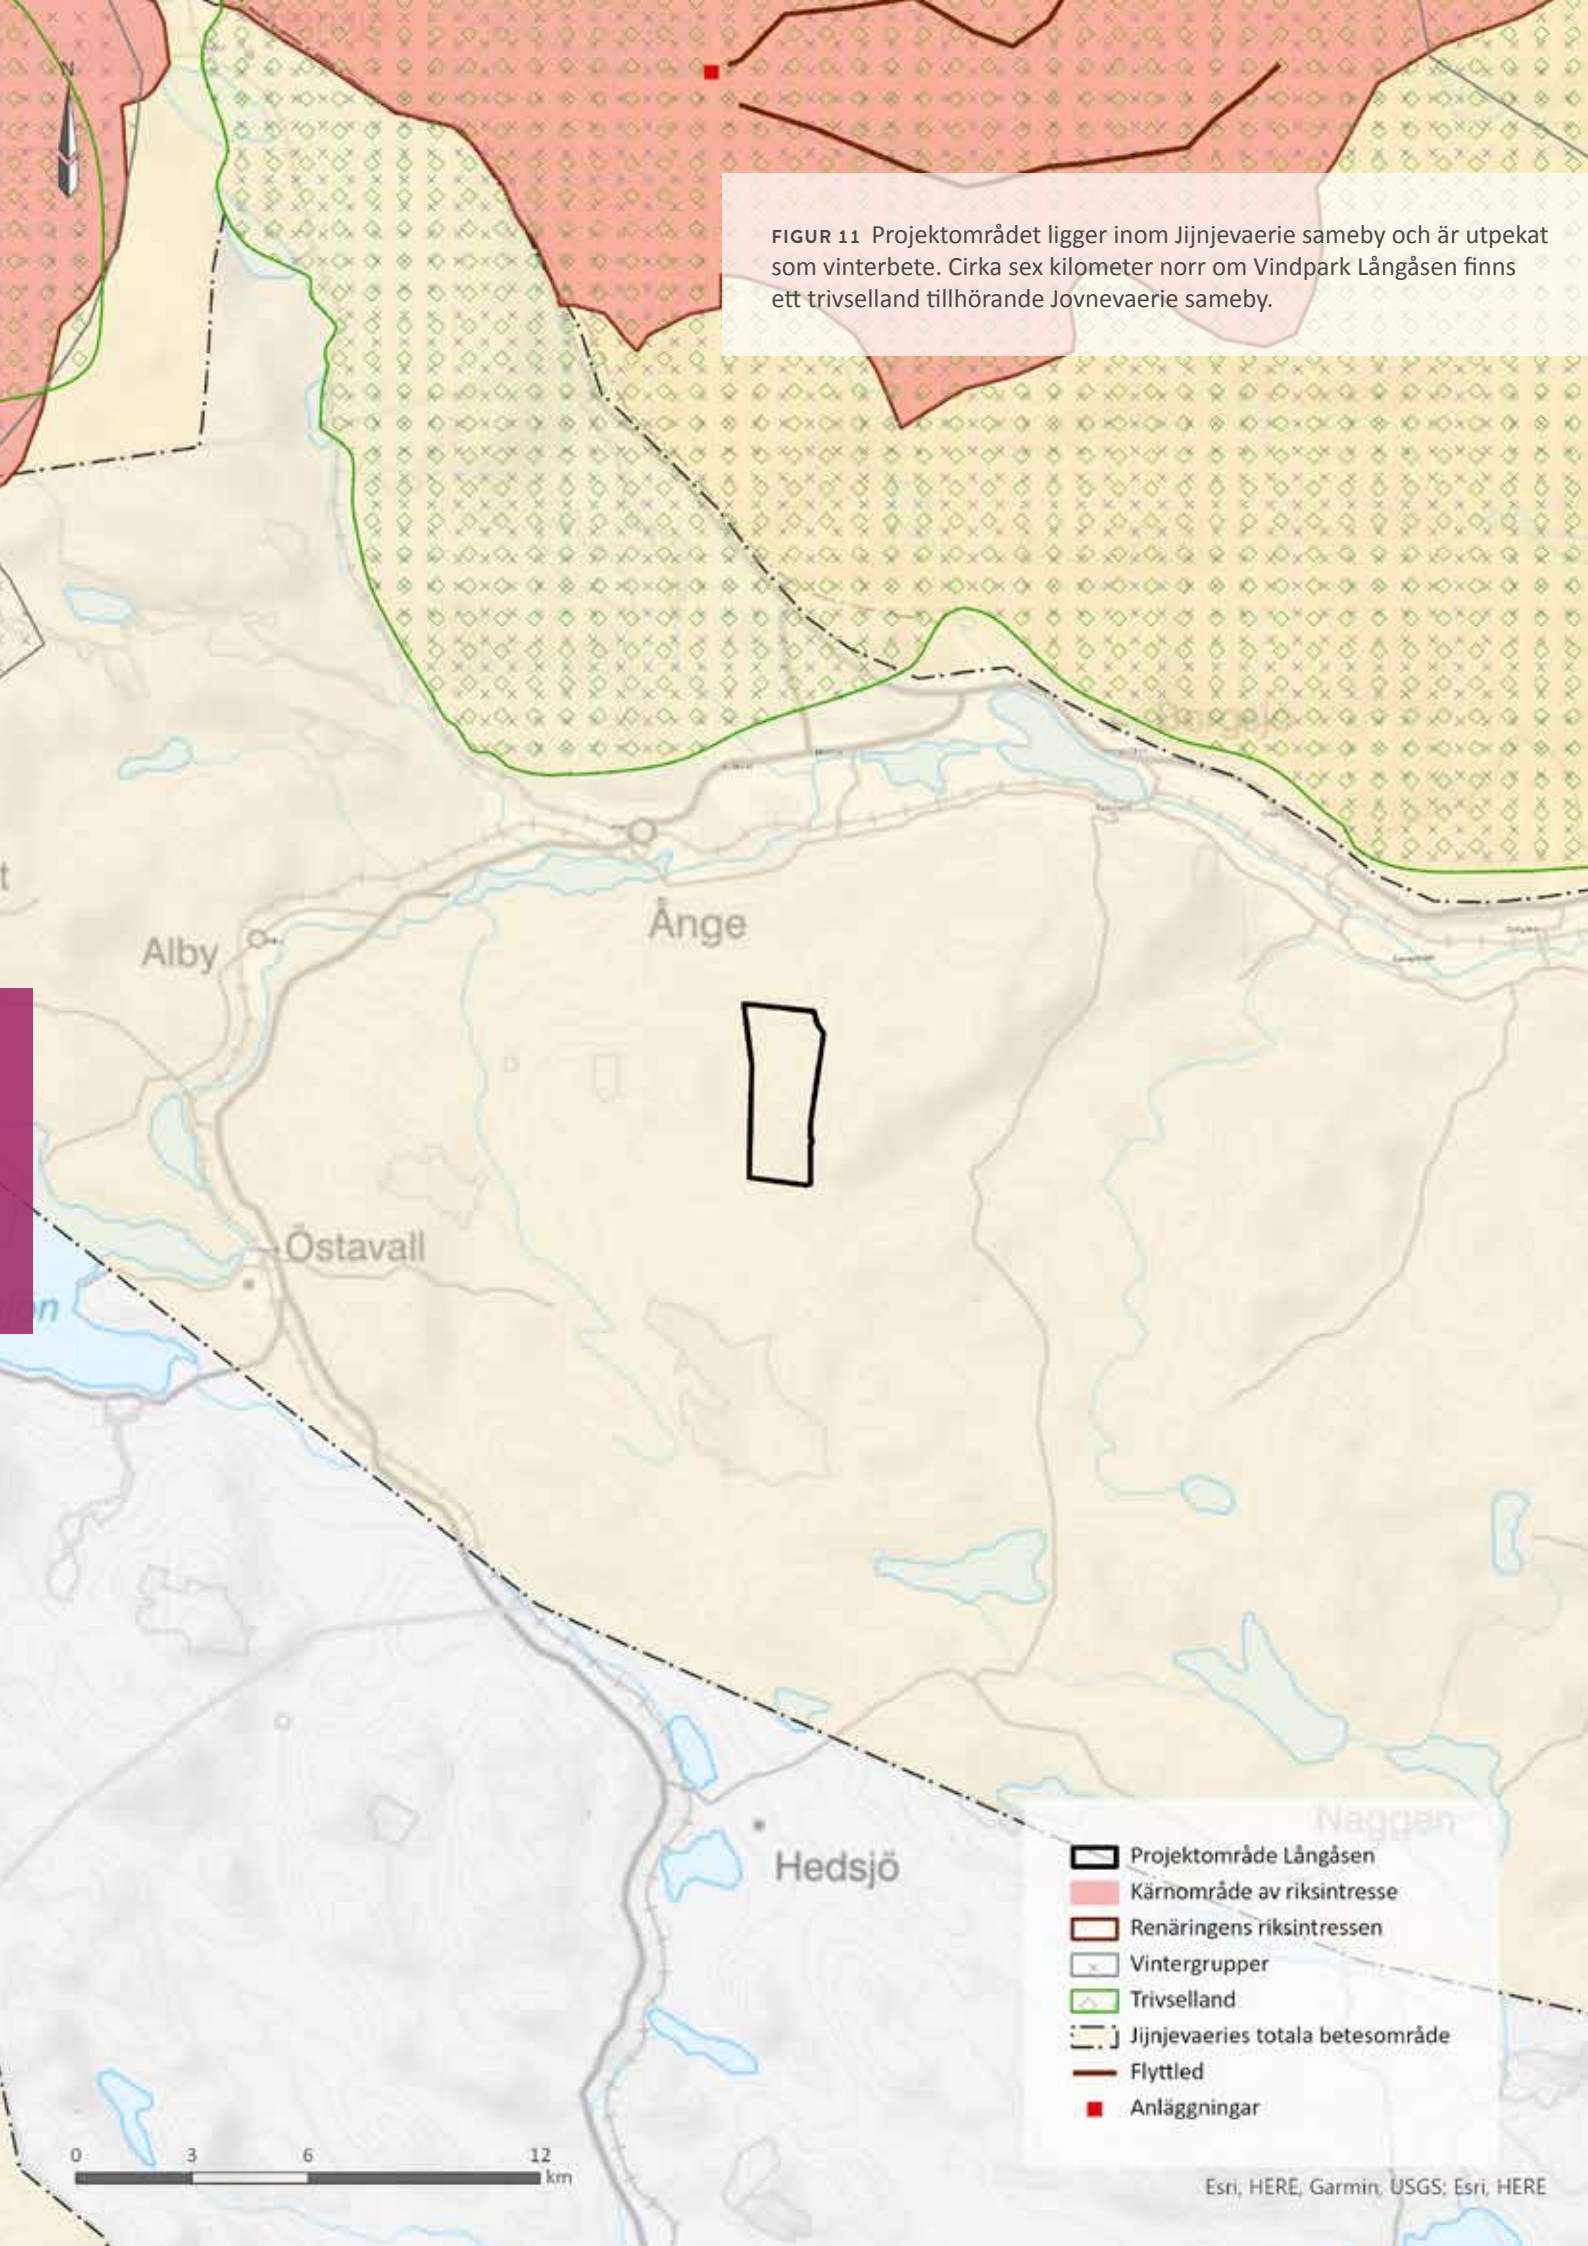 N
FIGUR 11 Projektområdet ligger inom Jijnjevaerie sameby och är utpekat
som vinterbete. Cirka sex kilometer norr om Vindpark Långåsen finns
ett trivselland tillhörande Jovnevaerie sameby.
Borgsjö
t
Ånge
Alby
Östavall
jön
Naggen
Hedsjö
Projektområde Långåsen
Kärnområde av riksintresse
Renäringens riksintressen
Vintergrupper
Trivselland
Jijnjevaeries totala betesområde
Flyttled
Anläggningar
0 3 6 12
km
Esri, HERE, Garmin, USGS; Esri, HERE